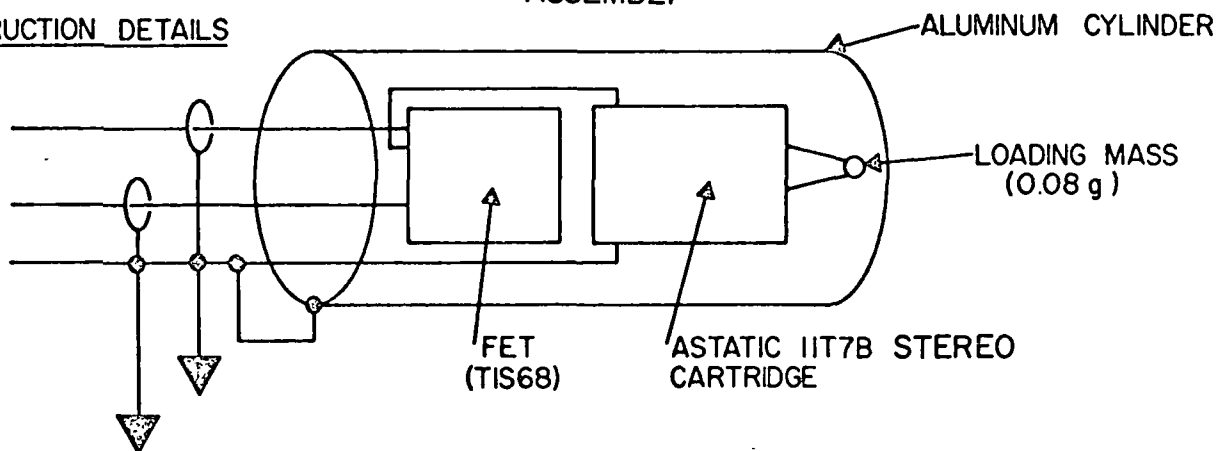 RUCTION DETAILS
ALUMINUM CYLINDER
LOADING MASS
(0.08 g)
FET
(TIS68)
ASTATIC 11T7B STEREO
CARTRIDGE